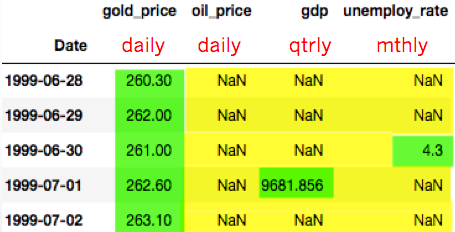 gold_price oil_price gdp unemploy_rate
Date daily daily qtrly mthly
1999-06-28 260.30 NaN NaN NaN
1999-06-29 262.00 NaN NaN NaN
1999-06-30 261.00 NaN NaN 4.3
1999-07-01 262.60 NaN 9681.856 NaN
1999-07-02 263.10 NaN NaN NaN